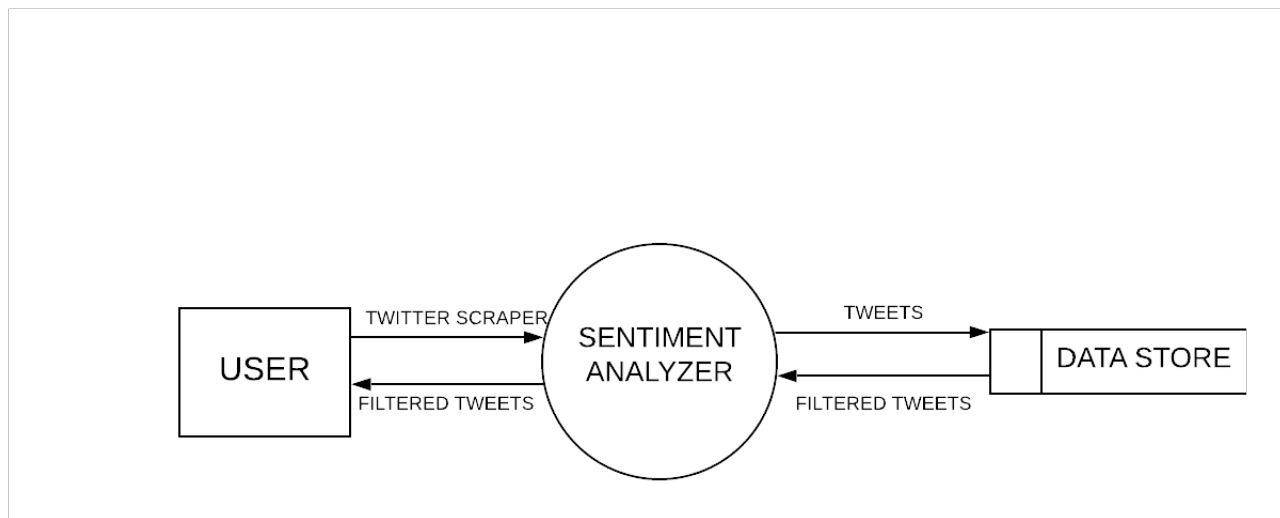 USER
TWITTER SCRAPER
FILTERED TWEETS
SENTIMENT
ANALYZER
TWEETS
FILTERED TWEETS
DATA STORE